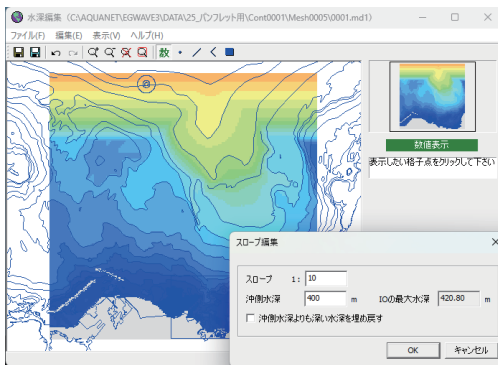 水深編集 (C:\AQUANET\EGWAVE3\DATA\25_パンフレット用\Cont0001\Mesh0005\0001.md1)
ファイル(F) 編集(E) 表示(V) ヘルプ(H)
数
数値表示
表示したい格子点をクリックして下さい
スロープ編集
スロープ 1: 10
沖側水深 400 m IOの最大水深 420.80 m
沖側水深よりも深い水深を埋め戻す
OK キャンセル